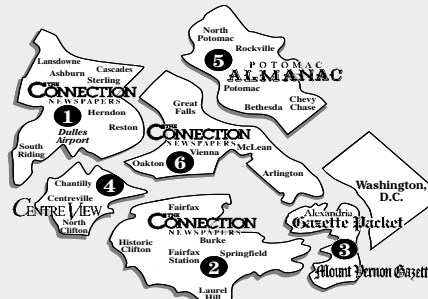 North
Potomac
Rockville
5
POTOMAC
ALMANAC
Potomac
Bethesda
Chevy
Chase
Lansdowne
Ashburn
Cascades
Sterling
THE CONNECTION
NEWSPAPERS
1
Herndon
Dulles
Airport
Reston
South
Riding
Great
Falls
THE CONNECTION
NEWSPAPERS
Vienna
McLean
Oakton
6
Arlington
Chantilly
4
Centreville
CENTRE VIEW
North
Clifton
Washington,
D.C.
Fairfax
THE CONNECTION
NEWSPAPERS
Burke
Historic
Clifton
Fairfax
Station
Springfield
2
Laurel
Hill
Alexandria
Gazette Packet
3
Mount Vernon Gazett